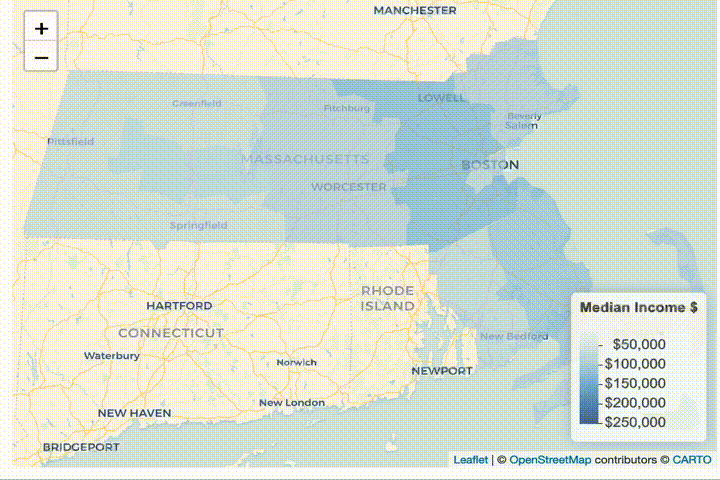 MANCHESTER
+
−
Greenfield
Fitchburg
LOWELL
Beverly
Salem
Pittsfield
MASSACHUSETTS
BOSTON
WORCESTER
Springfield
RHODE
ISLAND
HARTFORD
CONNECTICUT
New Bedford
Waterbury
Norwich
NEWPORT
New London
NEW HAVEN
BRIDGEPORT
Median Income $
$50,000
$100,000
$150,000
$200,000
$250,000
Leaflet | © OpenStreetMap contributors © CARTO